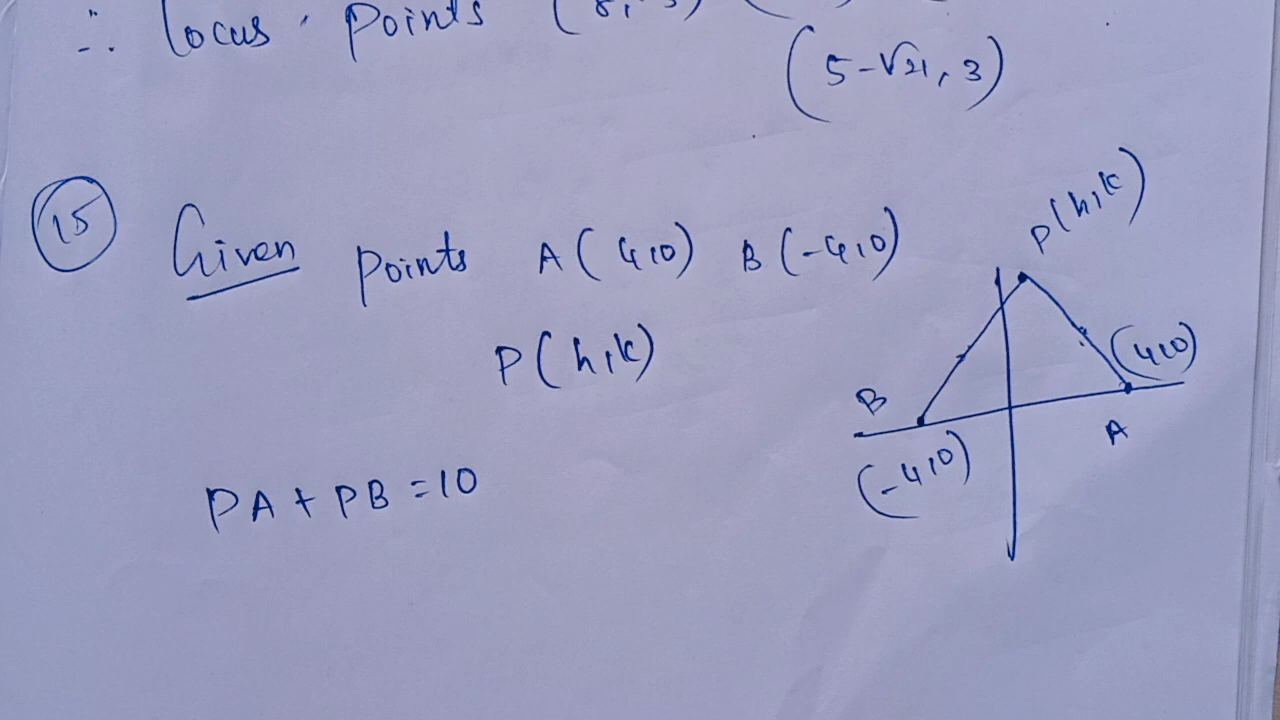 ∴ locus points
(5-√21, 3)
15 Given points A(4,0) B(-4,0)
P(h,k)
P(h,k)
(4,0)
B
A
(-4,0)
PA + PB = 10